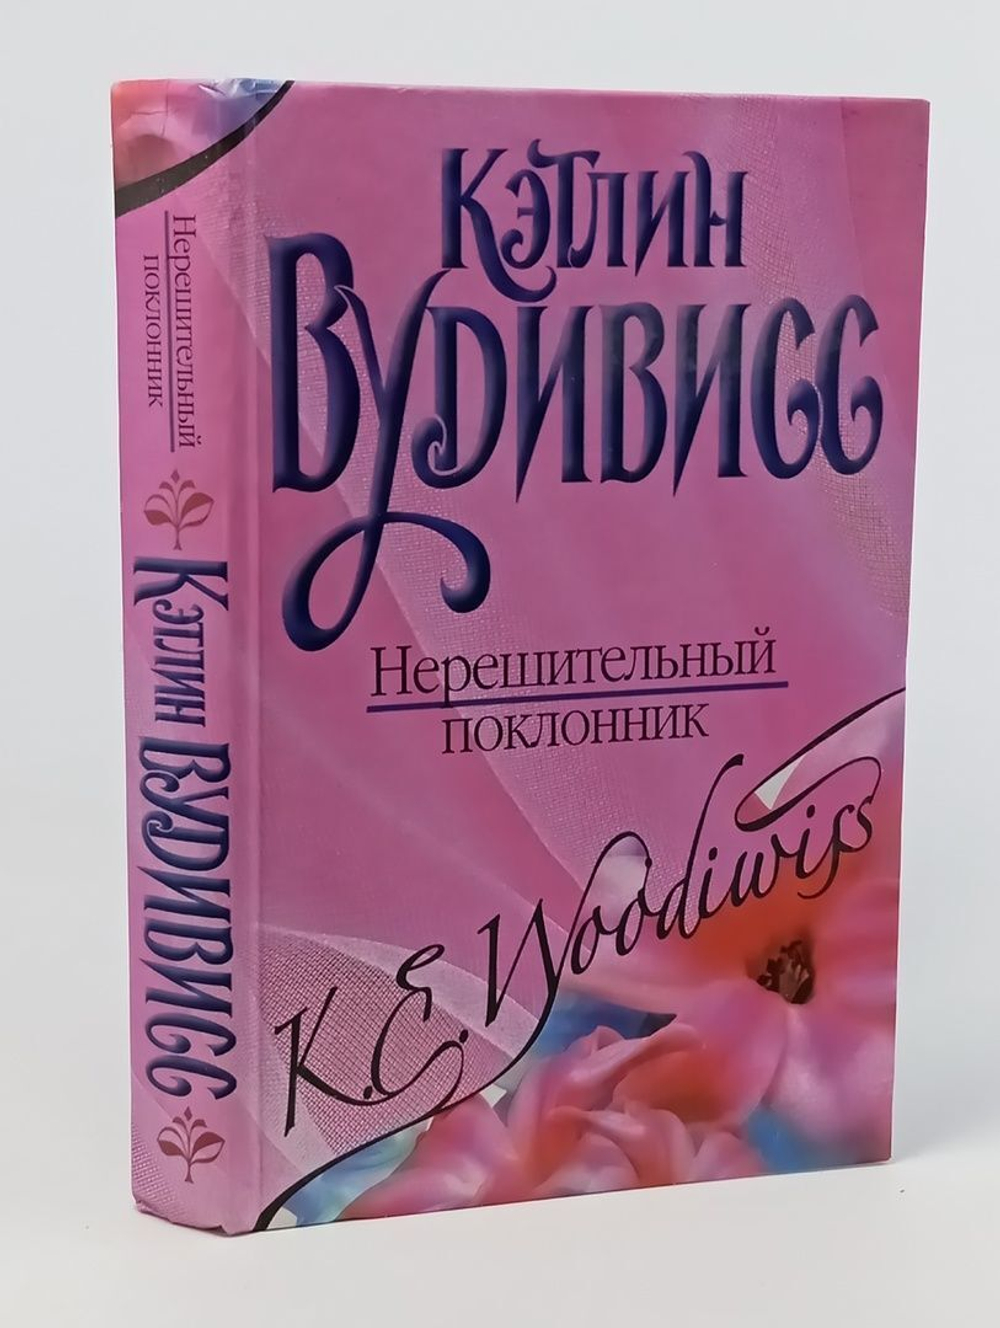 Кэтлин
Вудивисс
Нерешительный
поклонник
K.E. Woodiwiss
Нерешительный
поклонник
Кэтлин Вудивисс